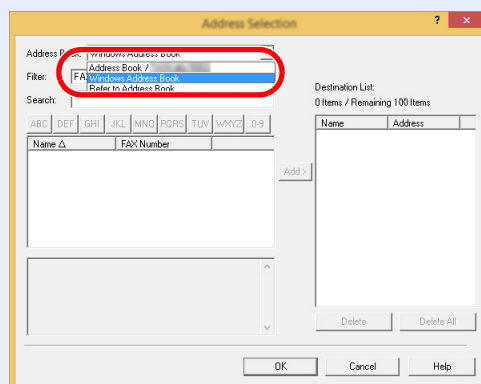 Address Selection
?
Address Book: Windows Address Book
Address Book /
Windows Address Book
Refer to Address Book
Filter: FA
Search:
Destination List:
0 Items / Remaining 100 Items
ABC DEF GHI JKL MNO PQRS TUV WXYZ 0-9
Name △ FAX Number
Name Address
Add >
Delete Delete All
OK Cancel Help